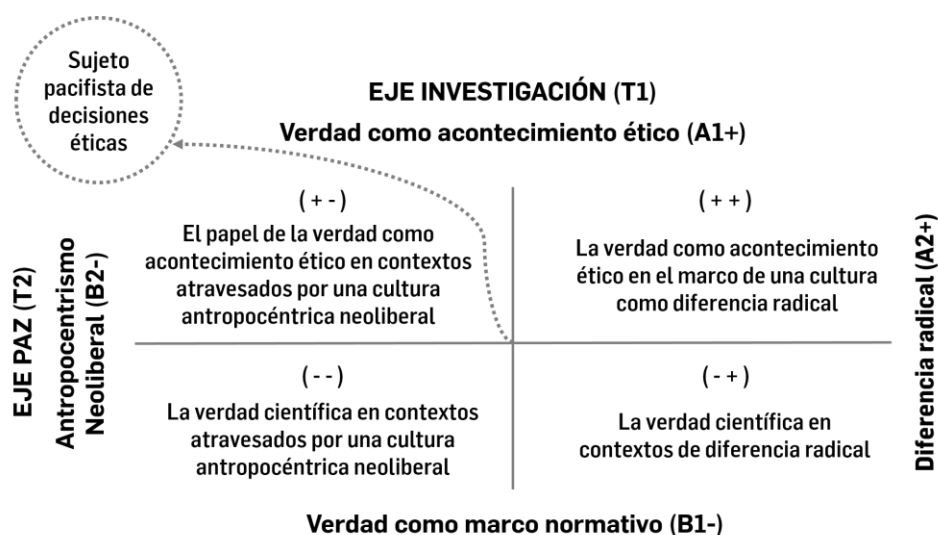 Sujeto
pacifista de
decisiones
éticas
EJE INVESTIGACIÓN (T1)
Verdad como acontecimiento ético (A1+)
EJE PAZ (T2)
Antropocentrismo
Neoliberal (B2-)
( + - )
El papel de la verdad como
acontecimiento ético en contextos
atravesados por una cultura
antropocéntrica neoliberal
( + + )
La verdad como acontecimiento
ético en el marco de una cultura
como diferencia radical
( - - )
La verdad científica en contextos
atravesados por una cultura
antropocéntrica neoliberal
( - + )
La verdad científica en
contextos de diferencia radical
Diferencia radical (A2+)
Verdad como marco normativo (B1-)